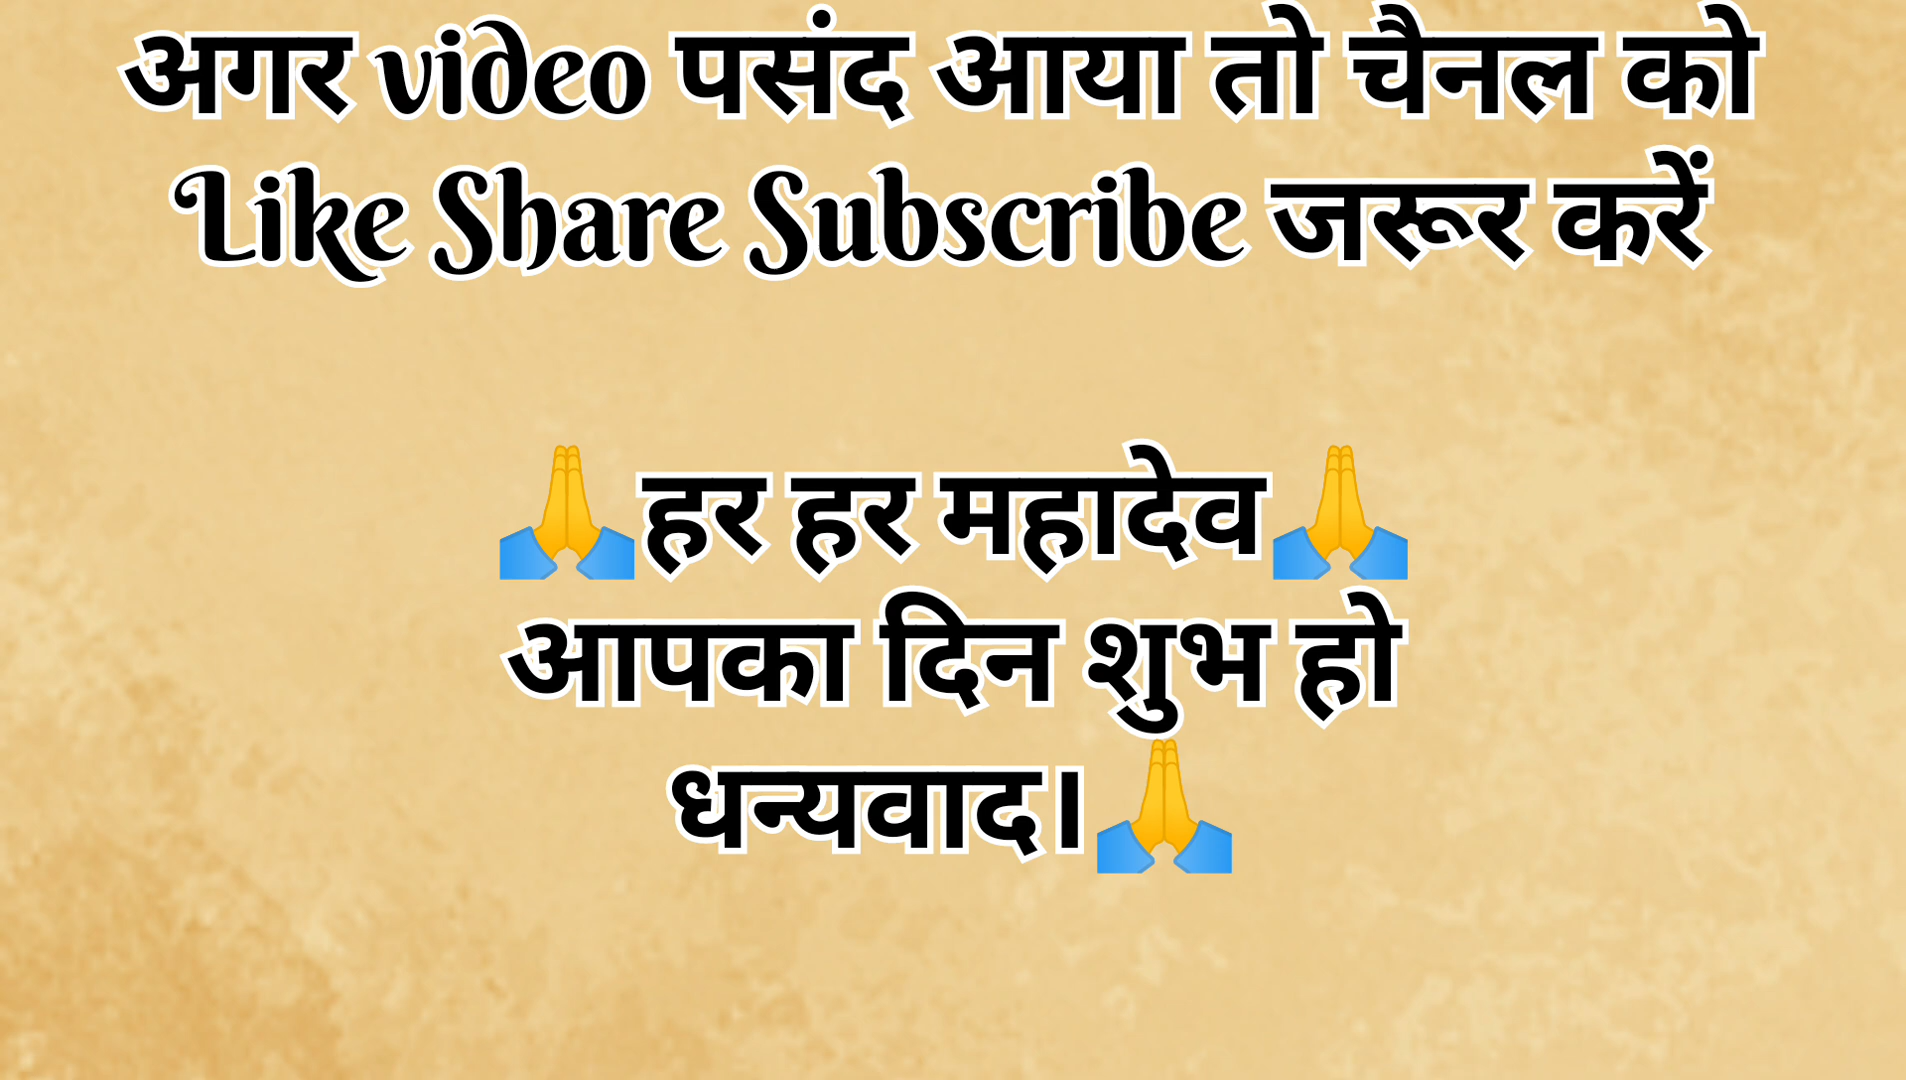 अगर video पसंद आया तो चैनल को
Like Share Subscribe जरूर करें
🙏हर हर महादेव🙏
आपका दिन शुभ हो
धन्यवाद।🙏